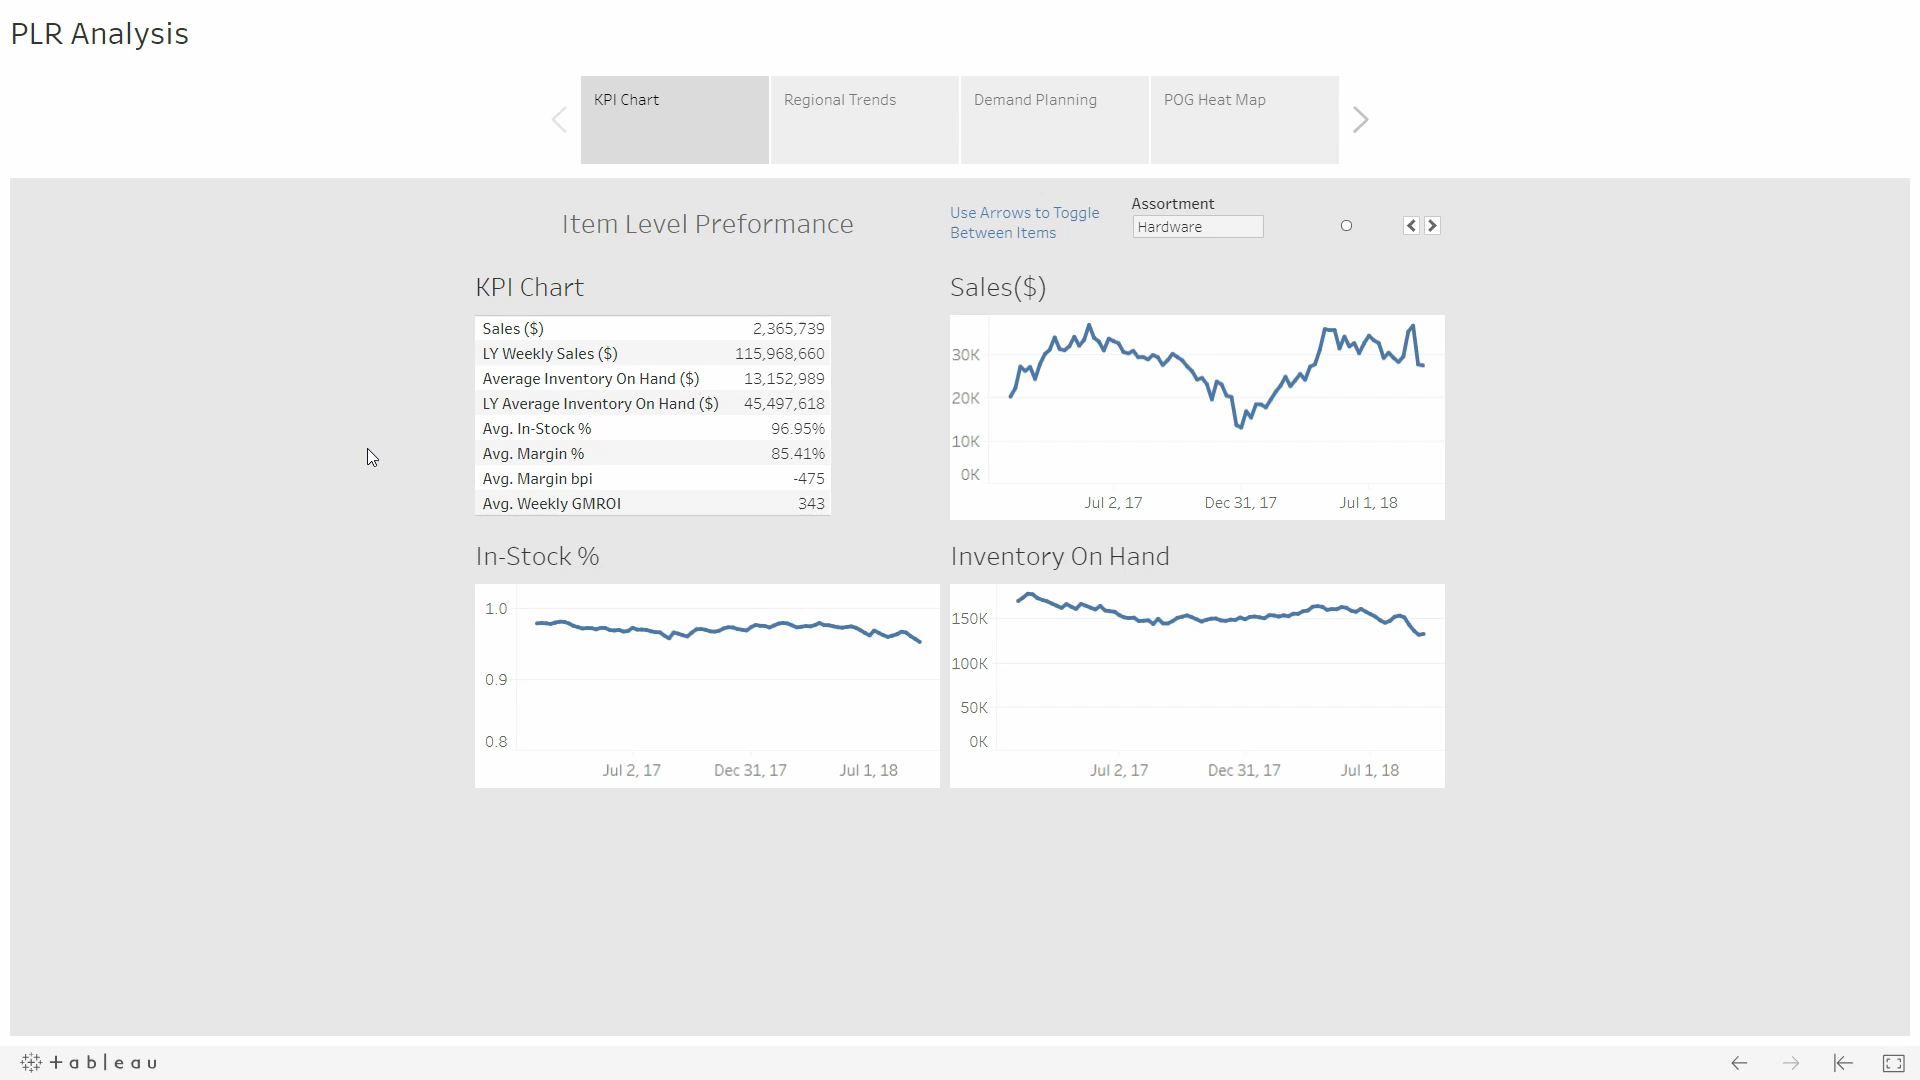 PLR Analysis
KPI Chart
Regional Trends
Demand Planning
POG Heat Map
Item Level Preformance
Use Arrows to Toggle
Between Items
Assortment
Hardware
KPI Chart
Sales ($) 2,365,739
LY Weekly Sales ($) 115,968,660
Average Inventory On Hand ($) 13,152,989
LY Average Inventory On Hand ($) 45,497,618
Avg. In-Stock % 96.95%
Avg. Margin % 85.41%
Avg. Margin bpi -475
Avg. Weekly GMROI 343
Sales($)
30K
20K
10K
0K
Jul 2, 17 Dec 31, 17 Jul 1, 18
In-Stock %
1.0
0.9
0.8
Jul 2, 17 Dec 31, 17 Jul 1, 18
Inventory On Hand
150K
100K
50K
0K
Jul 2, 17 Dec 31, 17 Jul 1, 18
+ableau